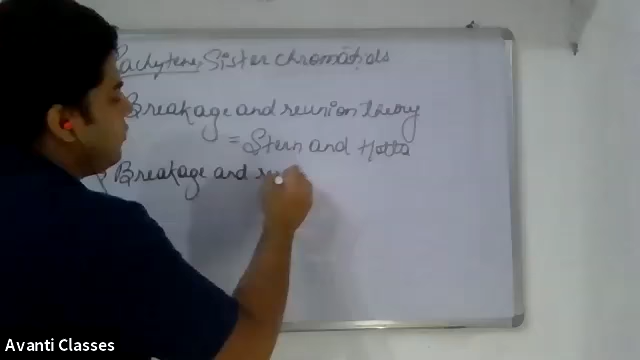 Pachytene, Sister chromatids
Breakage and reunion theory
= Stern and Hotta
Breakage and
Avanti Classes